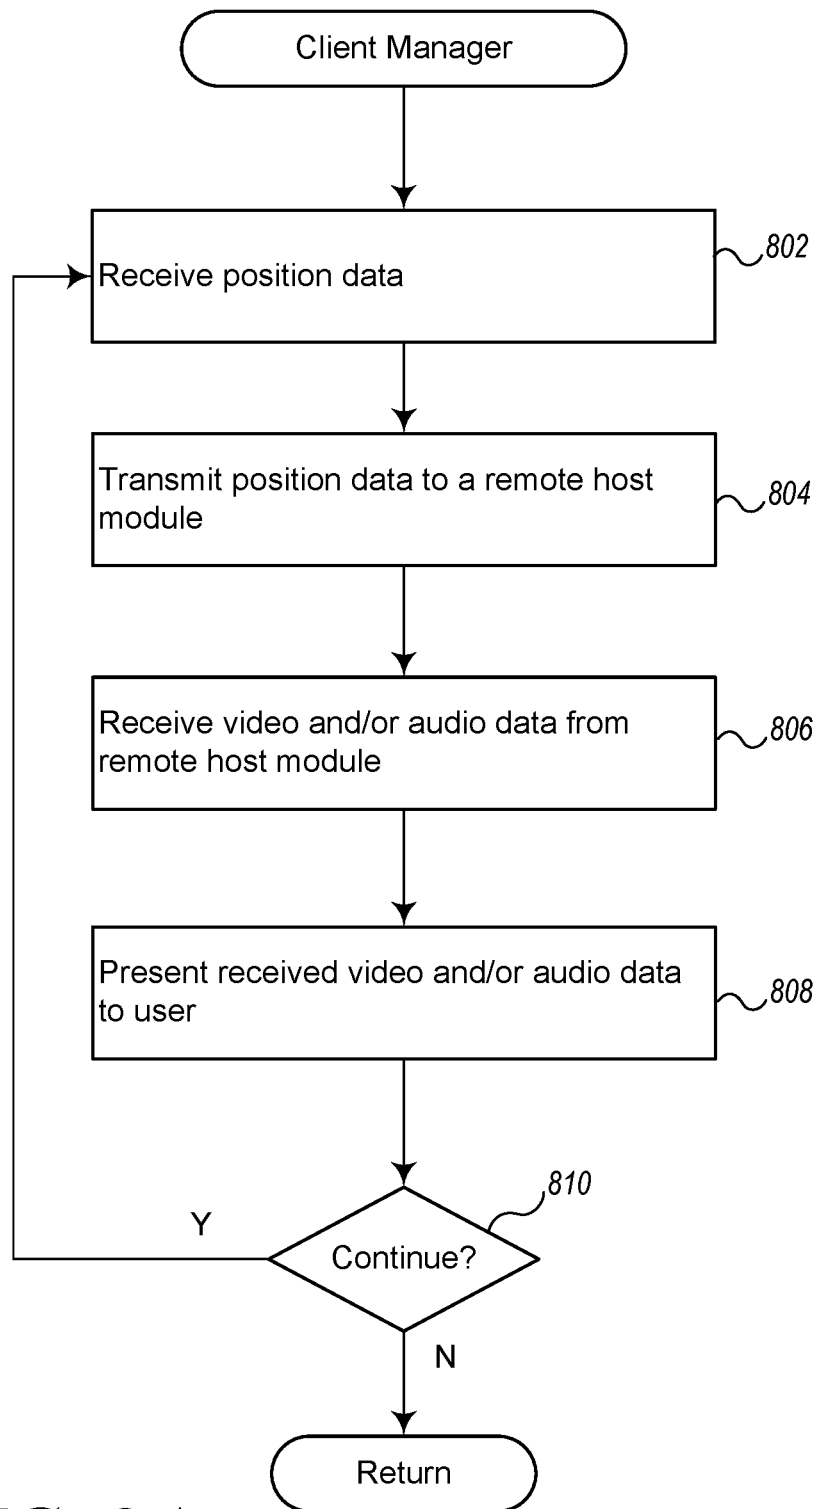 Client Manager
Receive position data
802
Transmit position data to a remote host
module
804
Receive video and/or audio data from
remote host module
806
Present received video and/or audio data
to user
808
810
Y
Continue?
N
Return